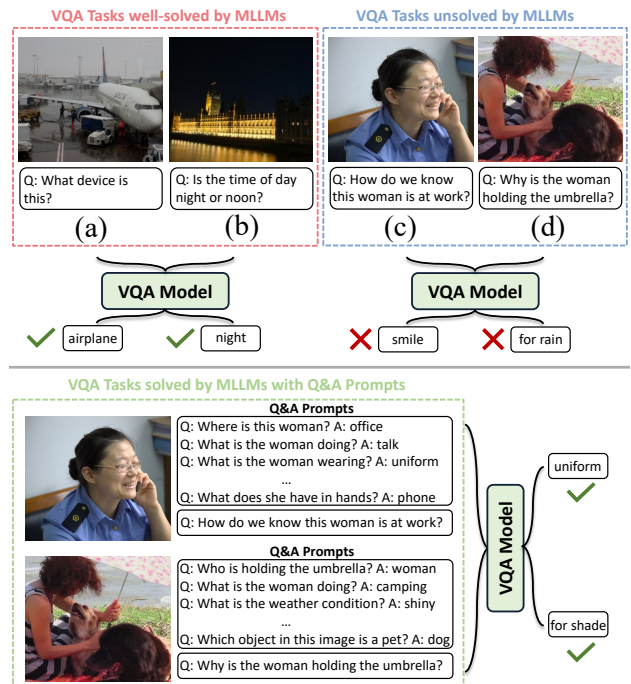 VQA Tasks well-solved by MLLMs
VQA Tasks unsolved by MLLMs
Q: What device is
this?
Q: Is the time of day
night or noon?
Q: How do we know
this woman is at work?
Q: Why is the woman
holding the umbrella?
(a)
(b)
(c)
(d)
VQA Model
VQA Model
airplane
night
smile
for rain
VQA Tasks solved by MLLMs with Q&A Prompts
Q&A Prompts
Q: Where is this woman? A: office
Q: What is the woman doing? A: talk
Q: What is the woman wearing? A: uniform
...
Q: What does she have in hands? A: phone
Q: How do we know this woman is at work?
Q&A Prompts
Q: Who is holding the umbrella? A: woman
Q: What is the woman doing? A: camping
Q: What is the weather condition? A: shiny
...
Q: Which object in this image is a pet? A: dog
Q: Why is the woman holding the umbrella?
VQA Model
uniform
for shade